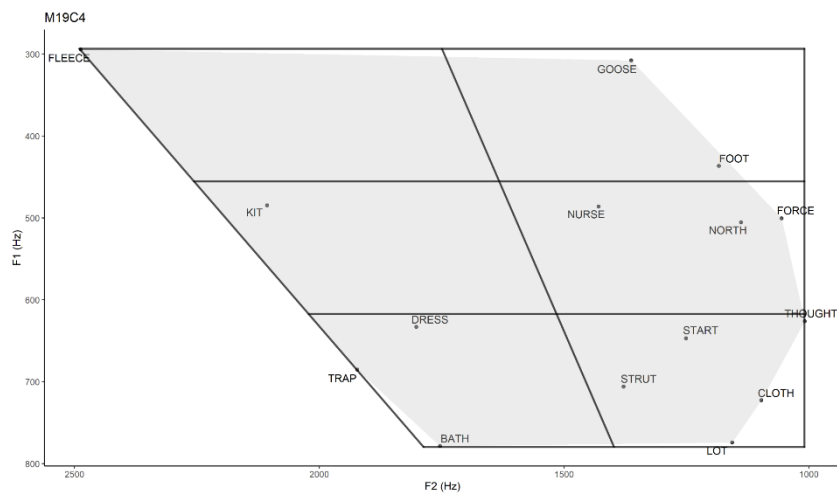 M19C4
300
FLEECE
GOOSE
400
FOOT
500
KIT
NURSE
FORCE
NORTH
F1 (Hz)
600
DRESS
THOUGHT
START
TRAP
STRUT
700
CLOTH
BATH
LOT
800
2500
2000
1500
1000
F2 (Hz)